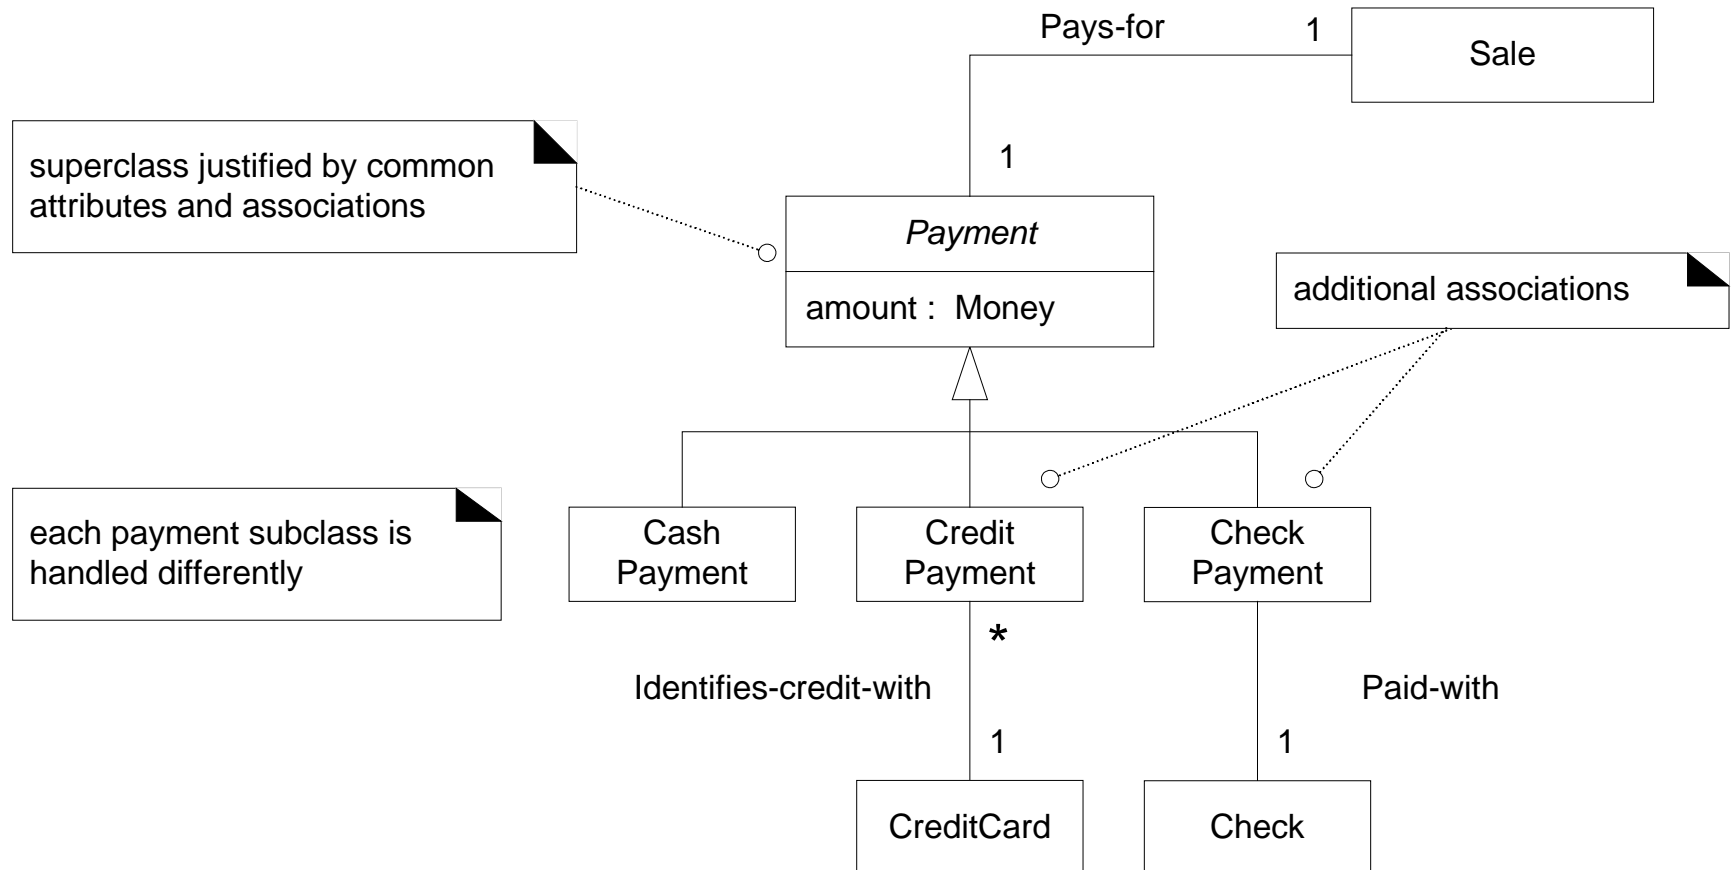 Pays-for
1
Sale
superclass justified by common
attributes and associations
1
Payment
amount :  Money
additional associations
each payment subclass is
handled differently
Cash
Payment
Credit
Payment
Check
Payment
*
Identifies-credit-with
Paid-with
1
1
CreditCard
Check